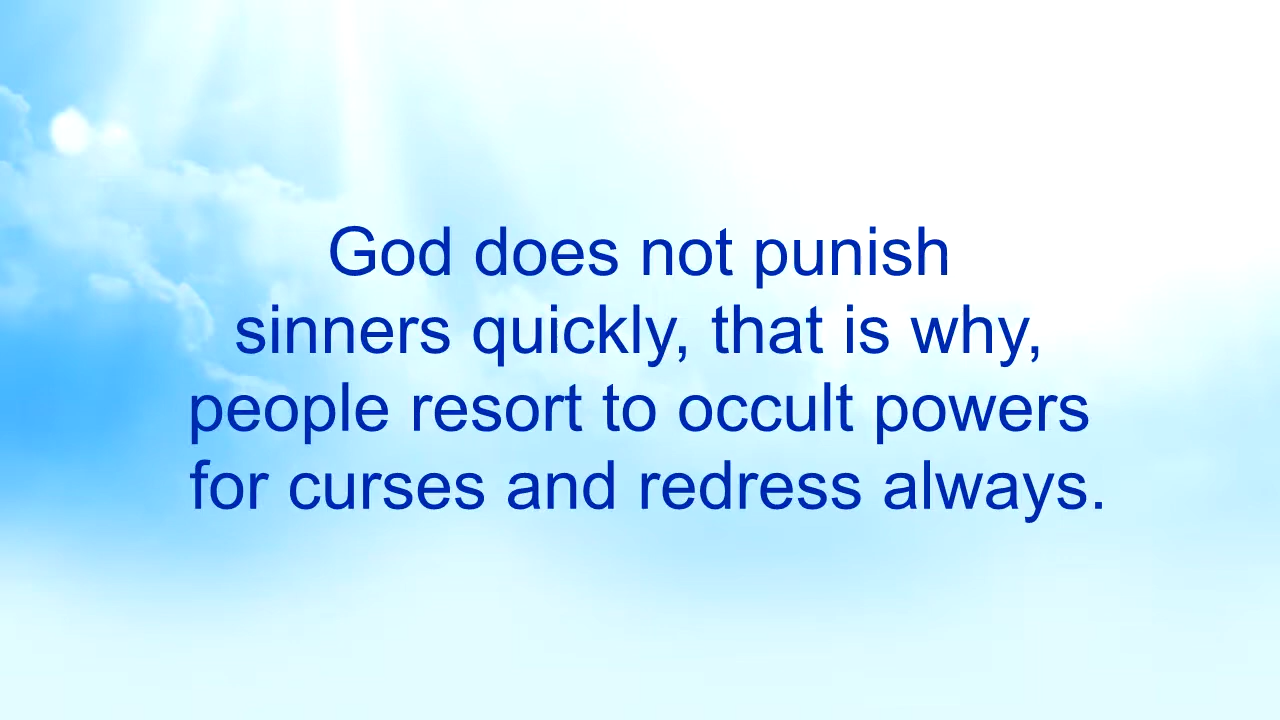 God does not punish
sinners quickly, that is why,
people resort to occult powers
for curses and redress always.